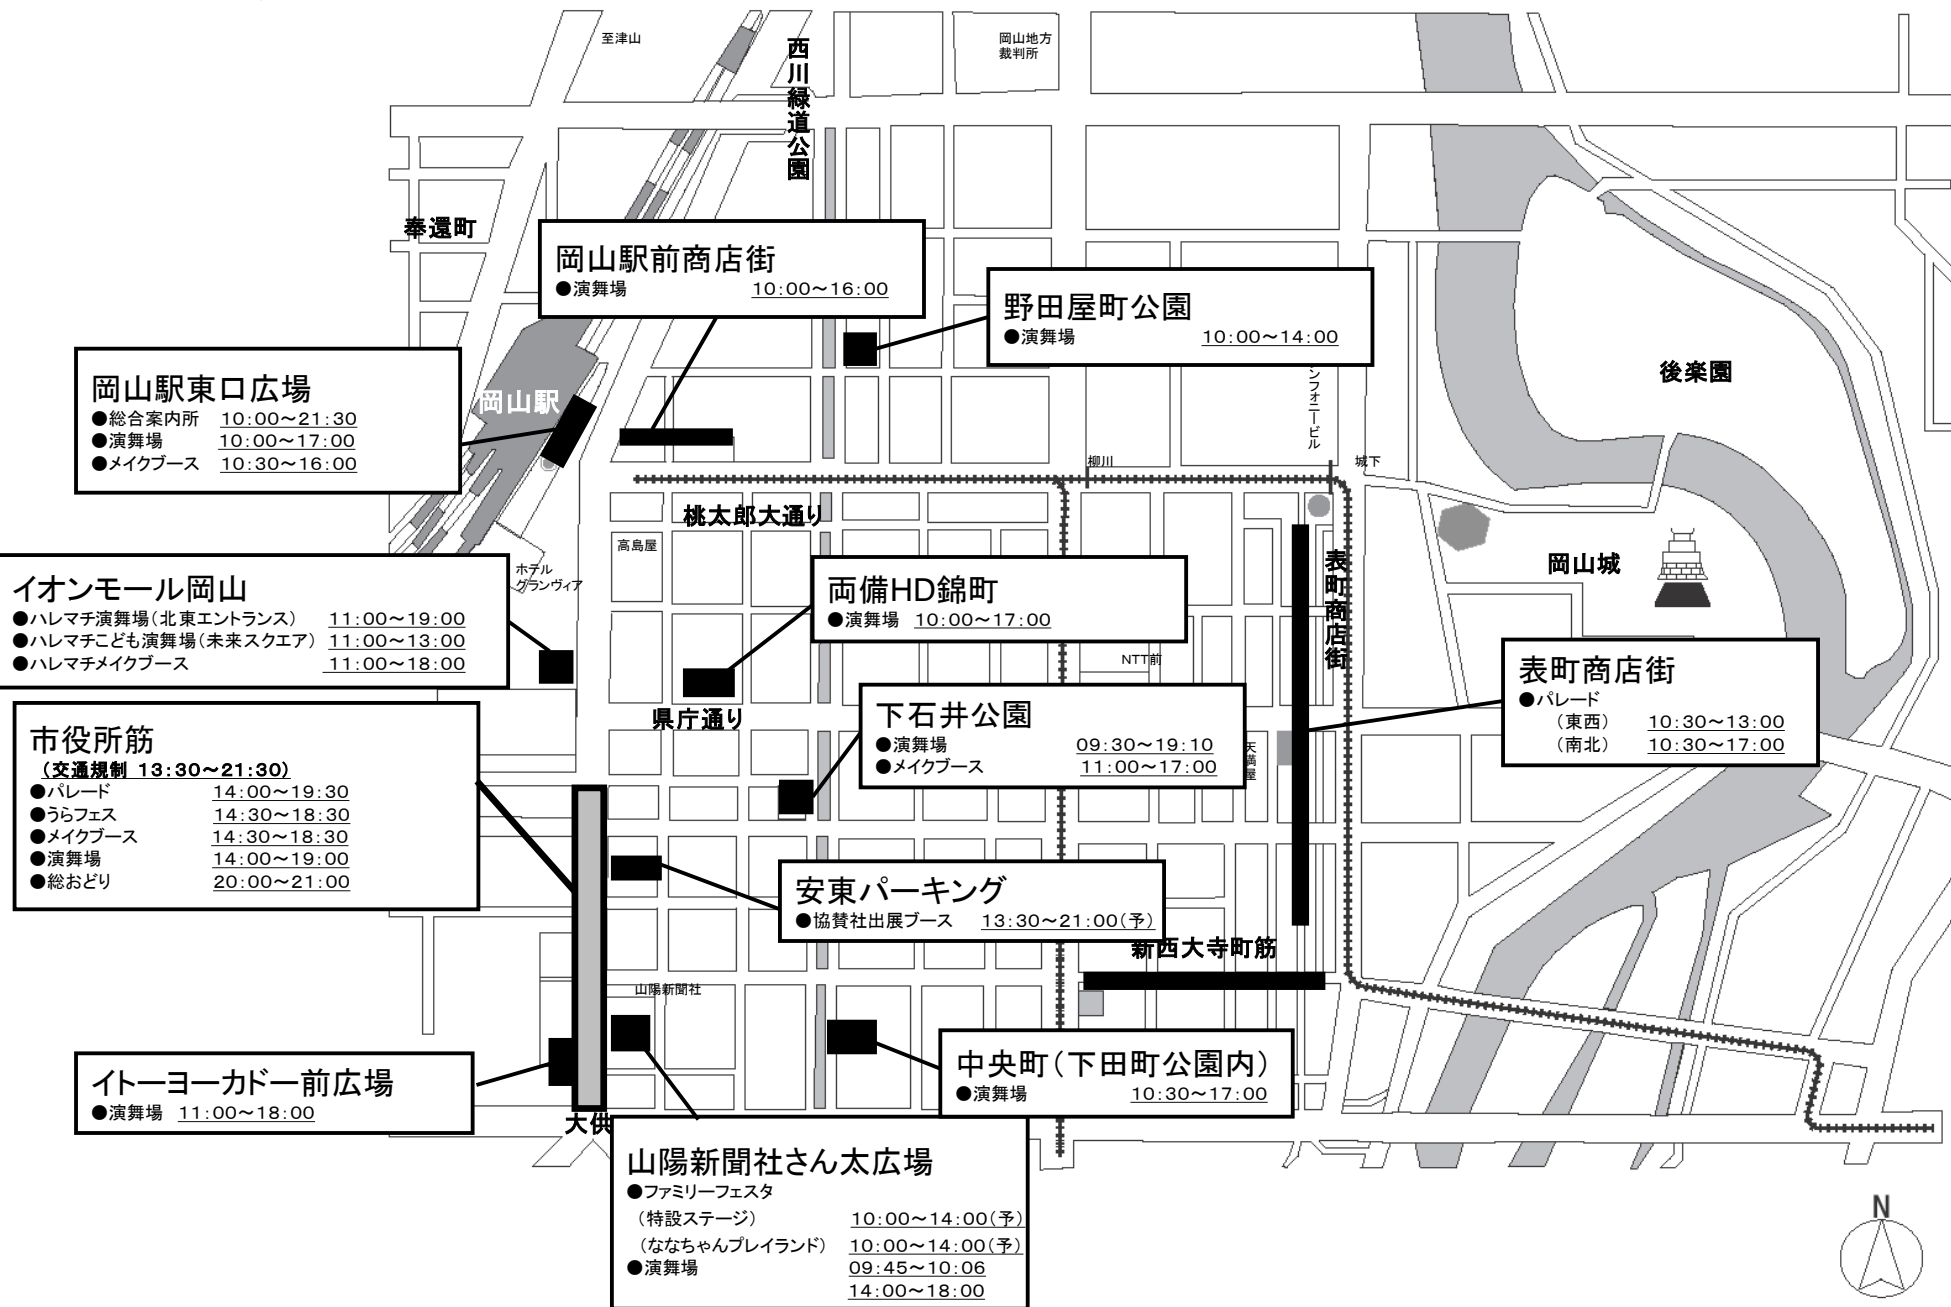 至津山
岡山地方
裁判所
西川緑道公園
奉還町
岡山駅前商店街
●演舞場 10:00～16:00
野田屋町公園
●演舞場 10:00～14:00
岡山駅東口広場
●総合案内所 10:00～21:30
●演舞場 10:00～17:00
●メイクブース 10:30～16:00
岡山駅
ンフォニービル
後楽園
柳川
城下
桃太郎大通り
高島屋
ホテル
グランヴィア
表町商店街
岡山城
イオンモール岡山
●ハレマチ演舞場(北東エントランス) 11:00～19:00
●ハレマチこども演舞場(未来スクエア) 11:00～13:00
●ハレマチメイクブース 11:00～18:00
両備HD錦町
●演舞場 10:00～17:00
NTT前
表町商店街
●パレード
(東西) 10:30～13:00
(南北) 10:30～17:00
県庁通り
下石井公園
●演舞場 09:30～19:10
●メイクブース 11:00～17:00
天満屋
市役所筋
(交通規制 13:30～21:30)
●パレード 14:00～19:30
●うらフェス 14:30～18:30
●メイクブース 14:30～18:30
●演舞場 14:00～19:00
●総おどり 20:00～21:00
安東パーキング
●協賛社出展ブース 13:30～21:00(予)
新西大寺町筋
山陽新聞社
中央町(下田町公園内)
●演舞場 10:30～17:00
イトーヨーカドー前広場
●演舞場 11:00～18:00
大供
山陽新聞社さん太広場
●ファミリーフェスタ
(特設ステージ) 10:00～14:00(予)
(ななちゃんプレイランド) 10:00～14:00(予)
●演舞場 09:45～10:06
14:00～18:00
N